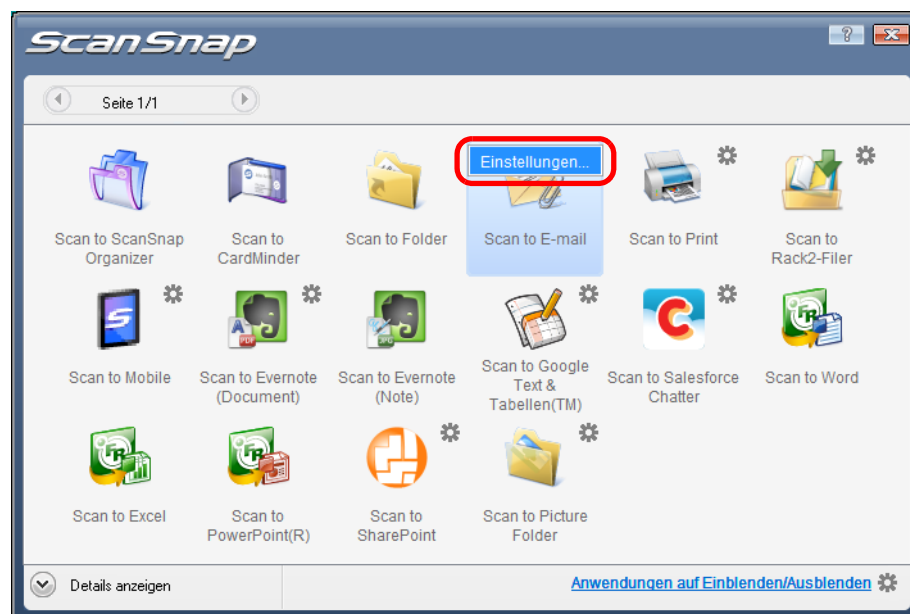 ScanSnap
?
Seite 1/1
Einstellungen...
Scan to ScanSnap
Organizer
Scan to
CardMinder
Scan to Folder
Scan to E-mail
Scan to Print
Scan to
Rack2-Filer
Scan to Mobile
Scan to Evernote
(Document)
Scan to Evernote
(Note)
Scan to Google
Text &
Tabellen(TM)
Scan to Salesforce
Chatter
Scan to Word
Scan to Excel
Scan to
PowerPoint(R)
Scan to
SharePoint
Scan to Picture
Folder
Details anzeigen
Anwendungen auf Einblenden/Ausblenden